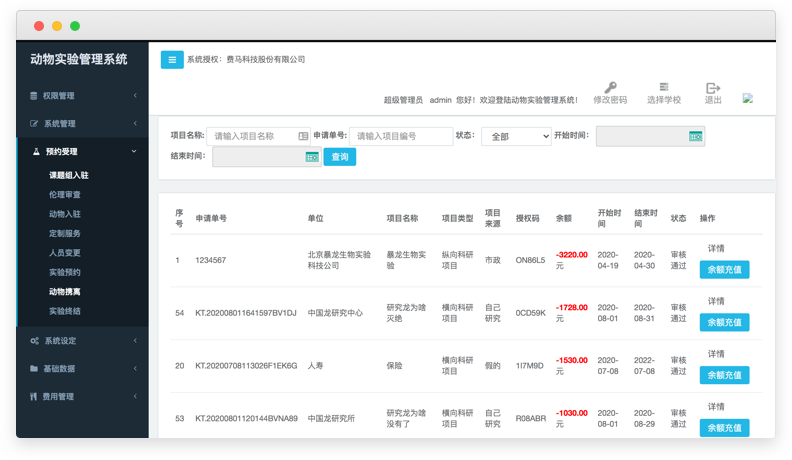 动物实验管理系统
系统授权：费马科技股份有限公司
超级管理员 admin 您好！欢迎登陆动物实验管理系统！
修改密码
选择学校
退出
权限管理
系统管理
预约受理
课题组入驻
伦理审查
动物入驻
定制服务
人员变更
实验预约
动物携离
实验终结
系统设定
基础数据
费用管理
项目名称: 请输入项目名称 申请单号: 请输入项目编号 状态: 全部 开始时间:
结束时间: 查询
序号 申请单号 单位 项目名称 项目类型 项目来源 授权码 余额 开始时间 结束时间 状态 操作
1 1234567 北京暴龙生物实验科技公司 暴龙生物实验 纵向科研项目 市政 ON86L5 -3220.00元 2020-04-19 2020-04-30 审核通过 详情 余额充值
54 KT.202008011641597BV1DJ 中国龙研究中心 研究龙为啥灭绝 横向科研项目 自己研究 0CD59K -1728.00元 2020-08-01 2020-08-31 审核通过 详情 余额充值
20 KT.20200708113026F1EK6G 人寿 保险 横向科研项目 假的 1I7M9D -1530.00元 2020-07-08 2022-07-08 审核通过 详情 余额充值
53 KT.20200801120144BVNA89 中国龙研究所 研究龙为啥没有了 横向科研项目 自己研究 R08ABR -1030.00元 2020-08-01 2020-08-29 审核通过 详情 余额充值